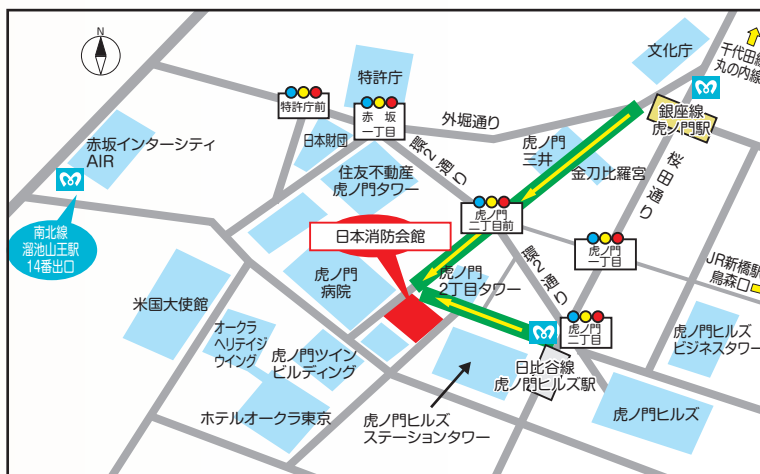 N
文化庁
千代田線
丸の内線
特許庁
銀座線
虎ノ門駅
特許庁前
赤坂
一丁目
外堀通り
日本財団
赤坂インターシティ
AIR
虎ノ門
三井
金刀比羅宮
桜田通り
環2通り
住友不動産
虎ノ門タワー
虎ノ門
二丁目前
南北線
溜池山王駅
14番出口
日本消防会館
虎ノ門
一丁目
虎ノ門
病院
虎ノ門
2丁目タワー
環2通り
JR新橋駅
烏森口
米国大使館
オークラ
ヘリテイジ
ウイング
虎ノ門ツイン
ビルディング
虎ノ門
二丁目
虎ノ門ヒルズ
ビジネスタワー
日比谷線
虎ノ門ヒルズ駅
ホテルオークラ東京
虎ノ門ヒルズ
ステーションタワー
虎ノ門ヒルズ